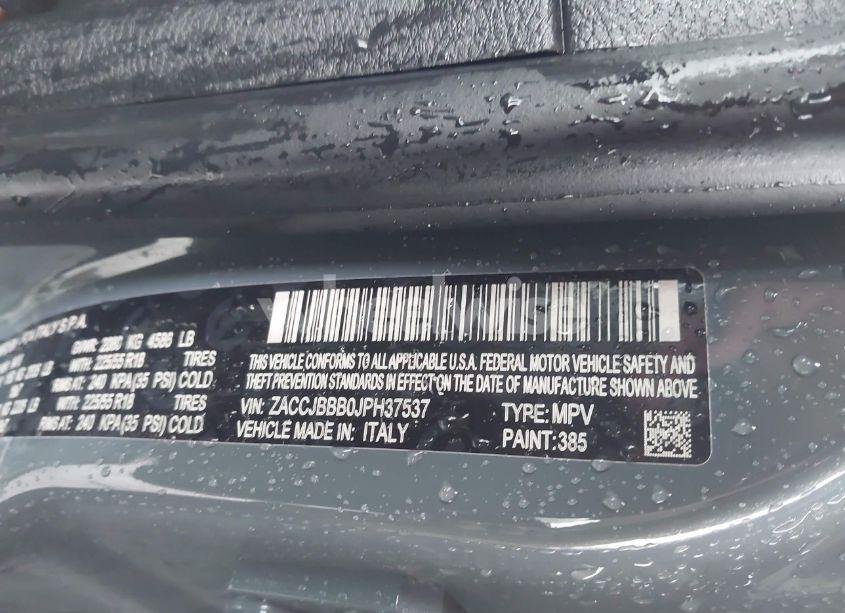 GVWR: 2080 KG 4586 LB
WITH: 225/55 R18 TIRES
RIMS AT: 240 KPA(35 PSI) COLD
WITH: 225/55 R18 TIRES
RIMS AT: 240 KPA(35 PSI) COLD
THIS VEHICLE CONFORMS TO ALL APPLICABLE U.S.A. FEDERAL MOTOR VEHICLE SAFETY AND
THEFT PREVENTION STANDARDS IN EFFECT ON THE DATE OF MANUFACTURE SHOWN ABOVE
VIN: ZACCJBBB0JPH37537 TYPE: MPV
VEHICLE MADE IN: ITALY PAINT: 385